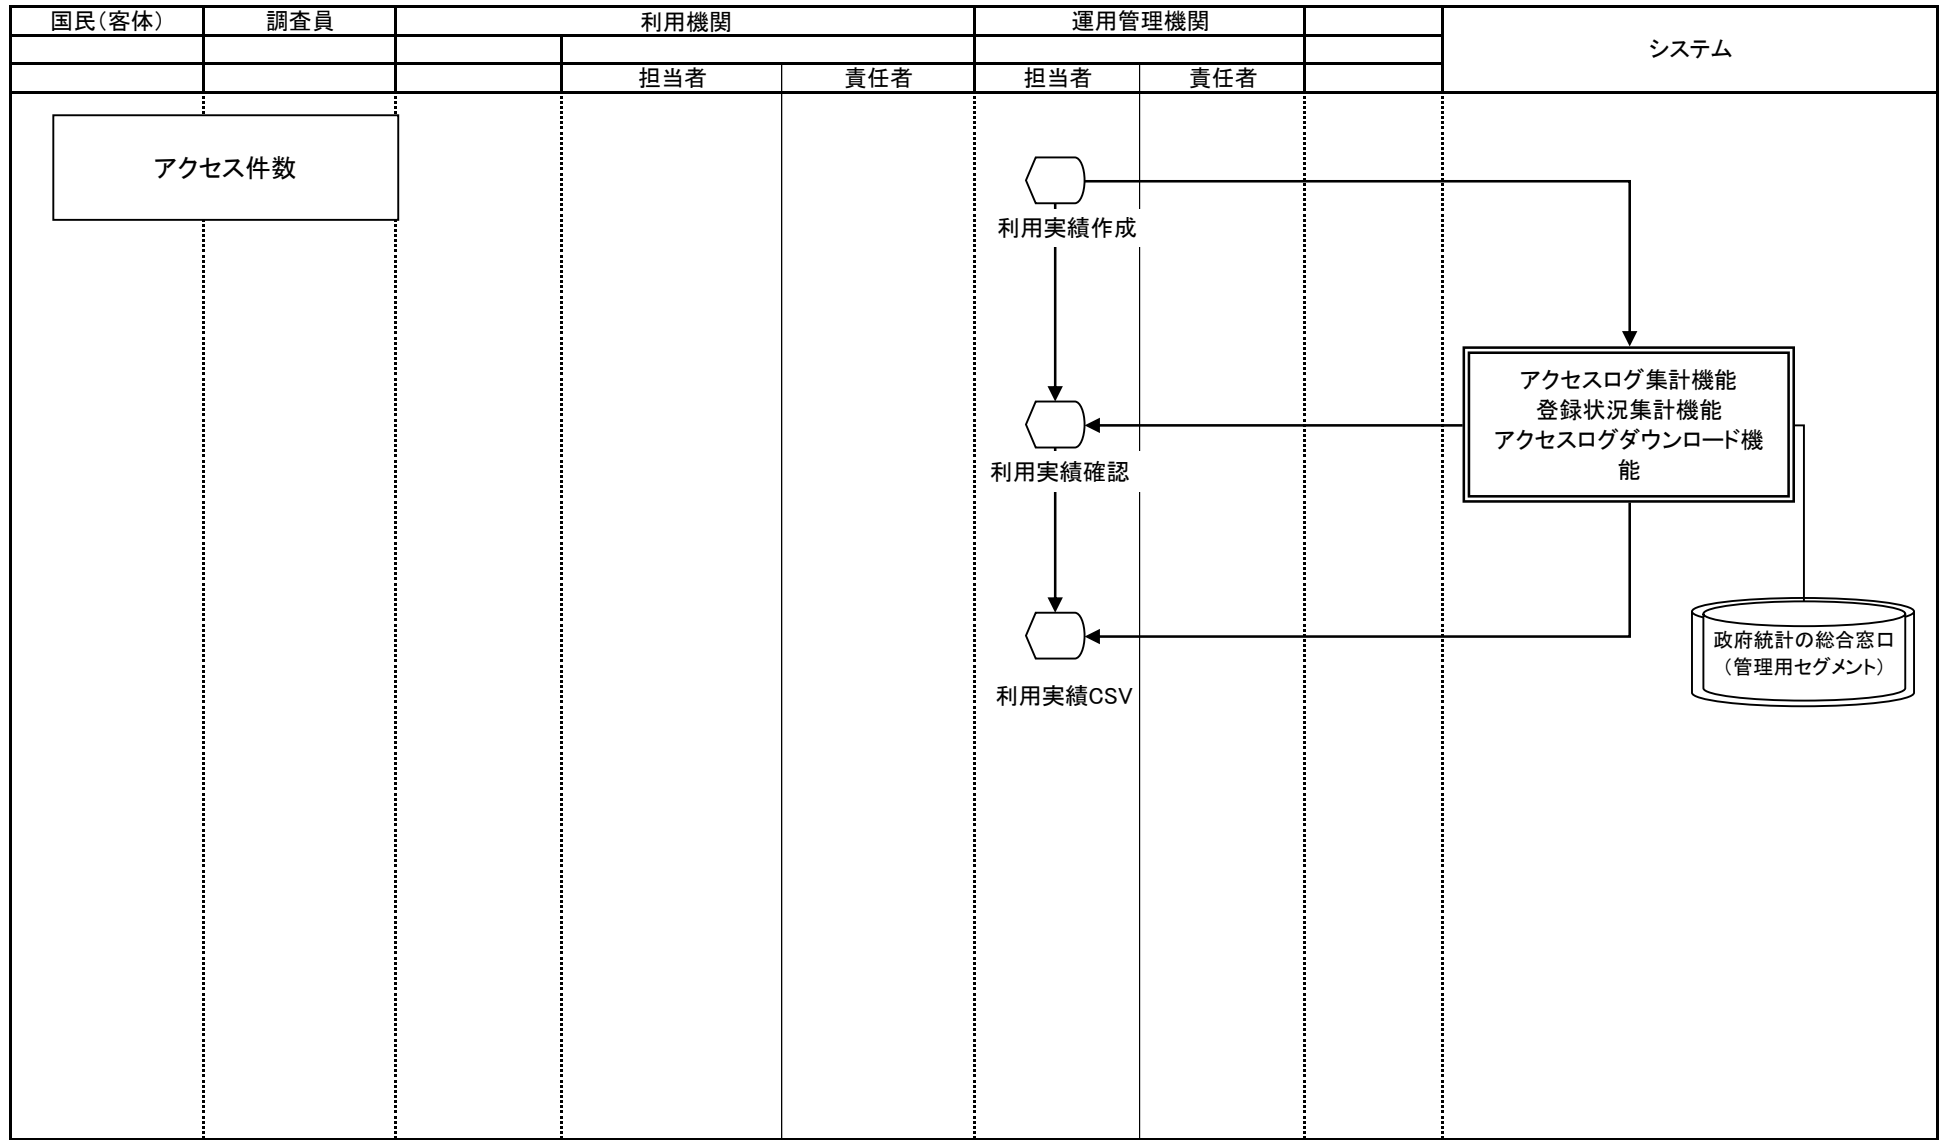 国民（客体）
調査員
利用機関
運用管理機関
システム
担当者
責任者
担当者
責任者
アクセス件数
利用実績作成
アクセスログ集計機能
登録状況集計機能
アクセスログダウンロード機
能
利用実績確認
政府統計の総合窓口
（管理用セグメント）
利用実績CSV